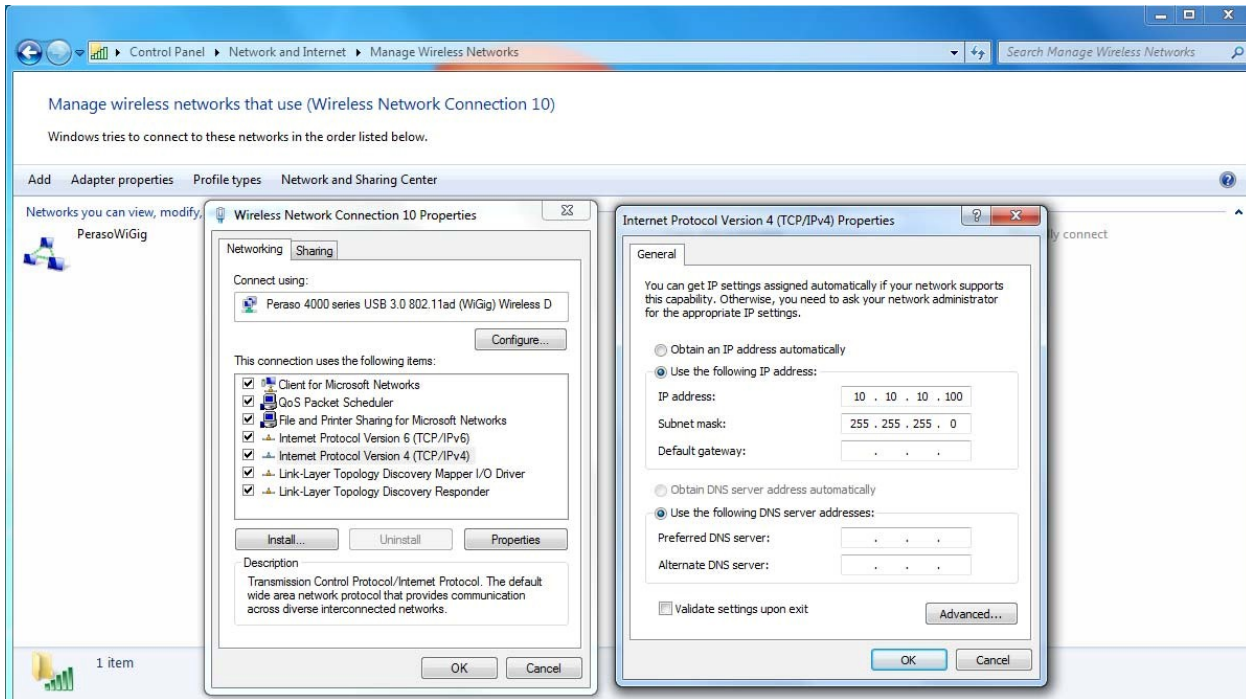 Control Panel ▸ Network and Internet ▸ Manage Wireless Networks
Search Manage Wireless Networks
Manage wireless networks that use (Wireless Network Connection 10)
Windows tries to connect to these networks in the order listed below.
Add Adapter properties Profile types Network and Sharing Center
Networks you can view, modify,
PerasoWiGig
ly connect
1 item
Wireless Network Connection 10 Properties
Networking Sharing
Connect using:
Peraso 4000 series USB 3.0 802.11ad (WiGig) Wireless D
Configure...
This connection uses the following items:
Client for Microsoft Networks
QoS Packet Scheduler
File and Printer Sharing for Microsoft Networks
Internet Protocol Version 6 (TCP/IPv6)
Internet Protocol Version 4 (TCP/IPv4)
Link-Layer Topology Discovery Mapper I/O Driver
Link-Layer Topology Discovery Responder
Install... Uninstall Properties
Description
Transmission Control Protocol/Internet Protocol. The default
wide area network protocol that provides communication
across diverse interconnected networks.
OK Cancel
Internet Protocol Version 4 (TCP/IPv4) Properties
General
You can get IP settings assigned automatically if your network supports
this capability. Otherwise, you need to ask your network administrator
for the appropriate IP settings.
Obtain an IP address automatically
Use the following IP address:
IP address: 10 . 10 . 10 . 100
Subnet mask: 255 . 255 . 255 . 0
Default gateway: . . .
Obtain DNS server address automatically
Use the following DNS server addresses:
Preferred DNS server: . . .
Alternate DNS server: . . .
Validate settings upon exit
Advanced...
OK Cancel